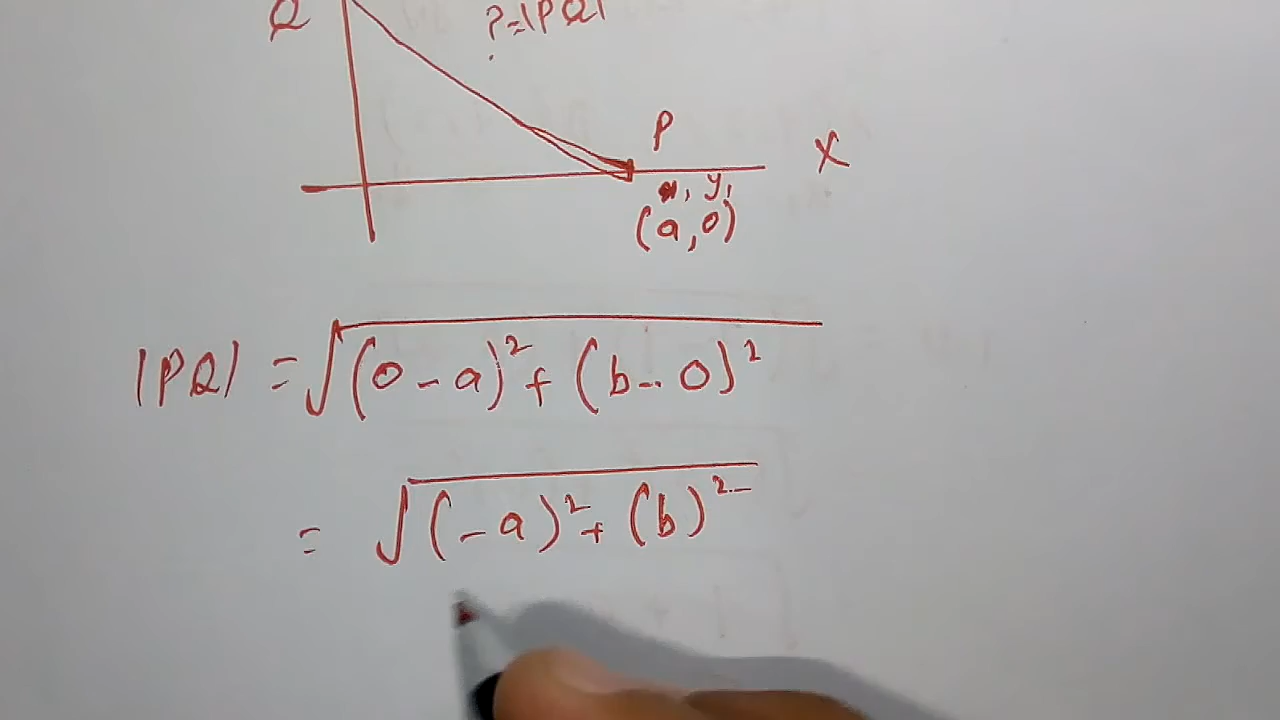 Q
? = |PQ|
P
X
x₁ y₁
(a, 0)
|PQ| = √(0 - a)² + (b - 0)²
= √(-a)² + (b)²